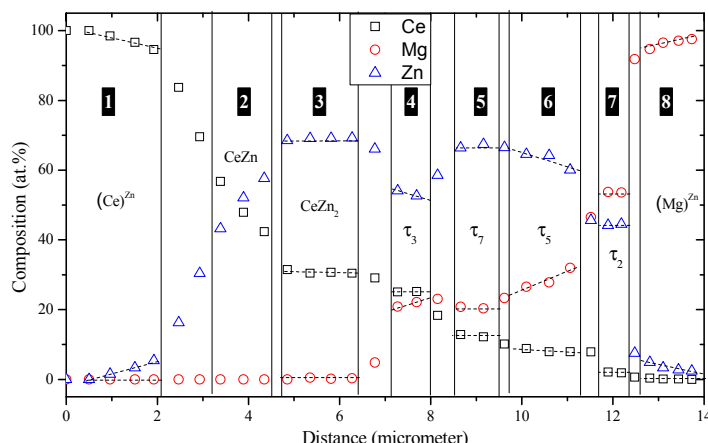 Ce
Mg
Zn
100
80
60
40
20
0
Composition (at.%)
1
2
3
4
5
6
7
8
(Ce)Zn
CeZn
CeZn2
τ3
τ7
τ5
τ2
(Mg)Zn
0 2 4 6 8 10 12 14
Distance (micrometer)